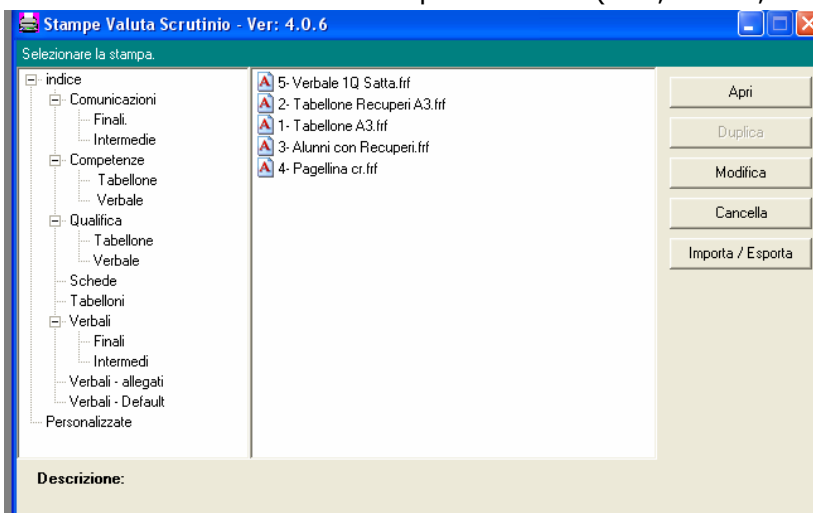 Stampe Valuta Scrutinio - Ver: 4.0.6
Selezionare la stampa.
indice
Comunicazioni
Finali.
Intermedie
Competenze
Tabellone
Verbale
Qualifica
Tabellone
Verbale
Schede
Tabelloni
Verbali
Finali
Intermedi
Verbali - allegati
Verbali - Default
Personalizzate
5- Verbale 1Q Satta.frf
2- Tabellone Recuperi A3.frf
1- Tabellone A3.frf
3- Alunni con Recuperi.frf
4- Pagellina cr.frf
Apri
Duplica
Modifica
Cancella
Importa / Esporta
Descrizione: